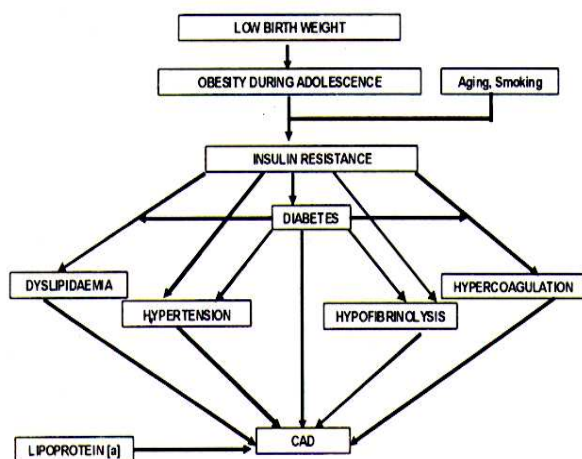 LOW BIRTH WEIGHT
OBESITY DURING ADOLESCENCE
Aging, Smoking
INSULIN RESISTANCE
DIABETES
DYSLIPIDAEMIA
HYPERCOAGULATION
HYPERTENSION
HYPOFIBRINOLYSIS
CAD
LIPOPROTEIN [a]